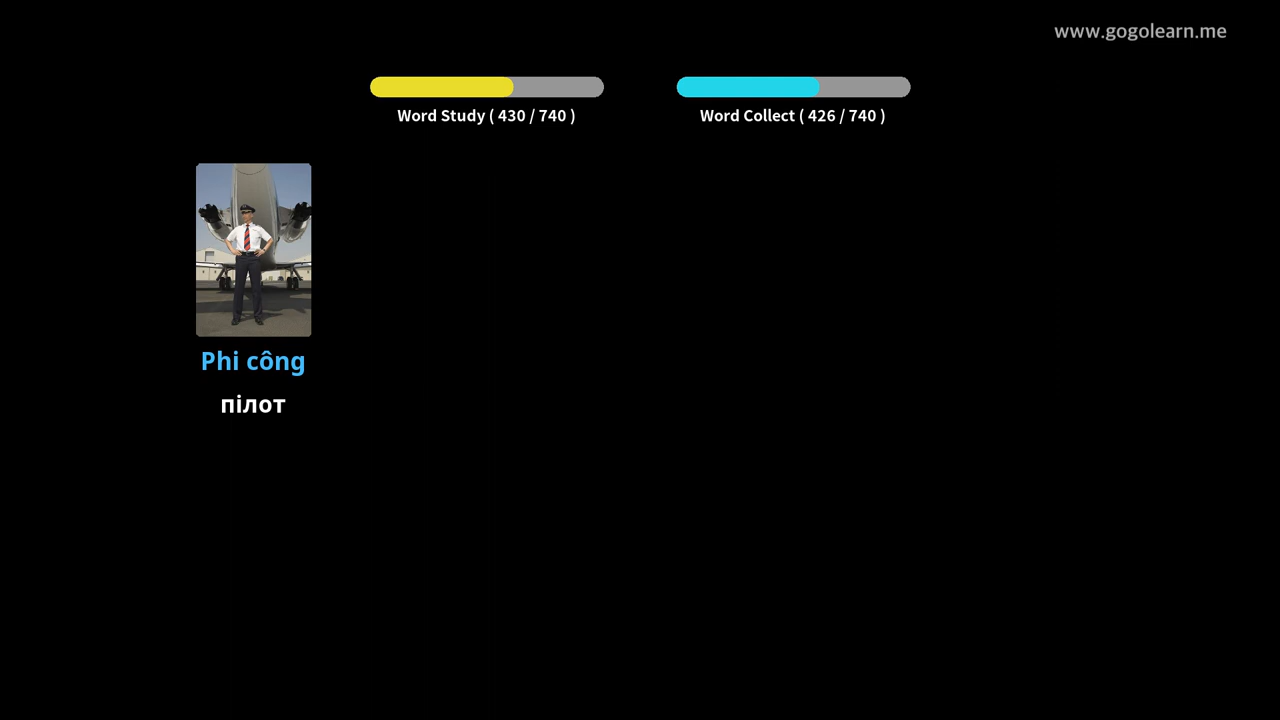 www.gogolearn.me
Word Study ( 430 / 740 )
Word Collect ( 426 / 740 )
Phi công
пілот